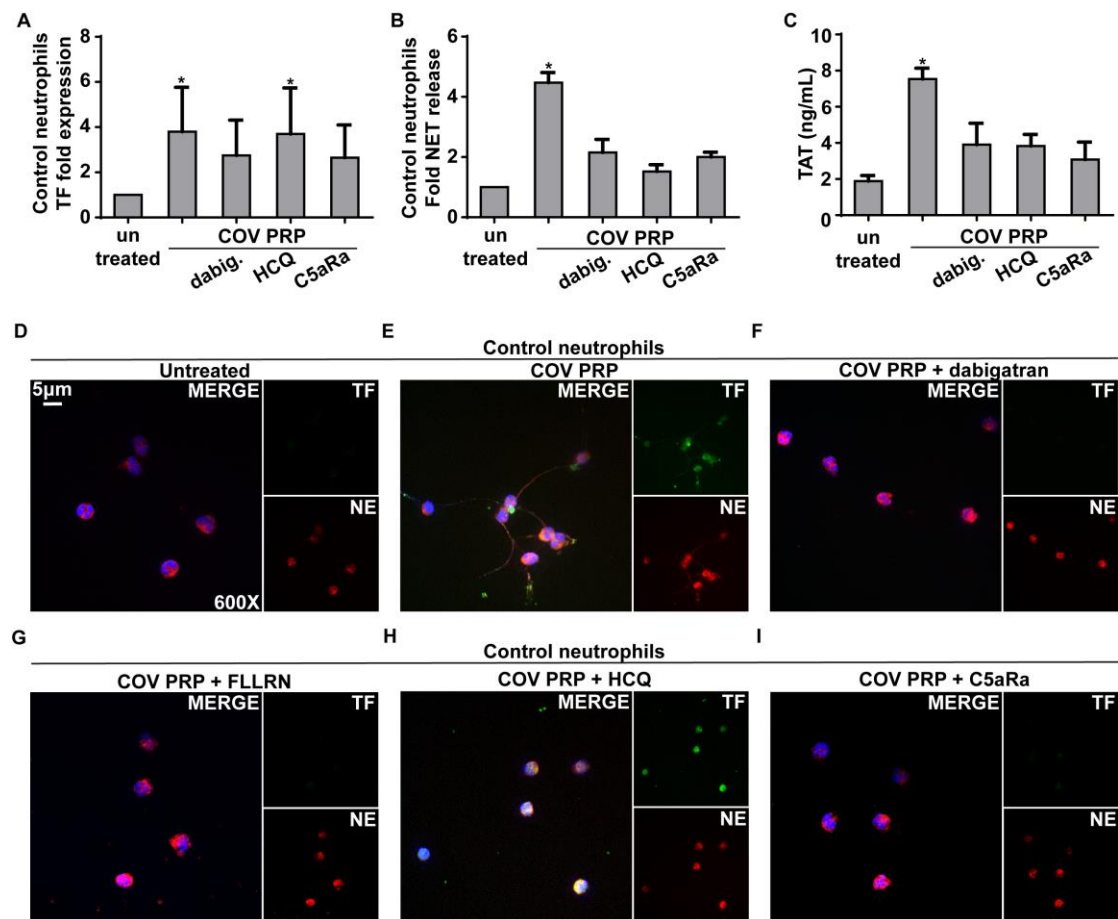 A
Control neutrophils
TF fold expression
8
6
4
2
0
un
treated
COV PRP
dabig.
HCQ
C5aRa
B
Control neutrophils
Fold NET release
6
4
2
0
un
treated
COV PRP
dabig.
HCQ
C5aRa
C
TAT (ng/mL)
10
8
6
4
2
0
un
treated
COV PRP
dabig.
HCQ
C5aRa
* *
*
*
D E F
Control neutrophils
Untreated COV PRP COV PRP + dabigatran
5µm MERGE TF MERGE TF MERGE TF
NE NE NE
600X
G H I
Control neutrophils
COV PRP + FLLRN COV PRP + HCQ COV PRP + C5aRa
MERGE TF MERGE TF MERGE TF
NE NE NE